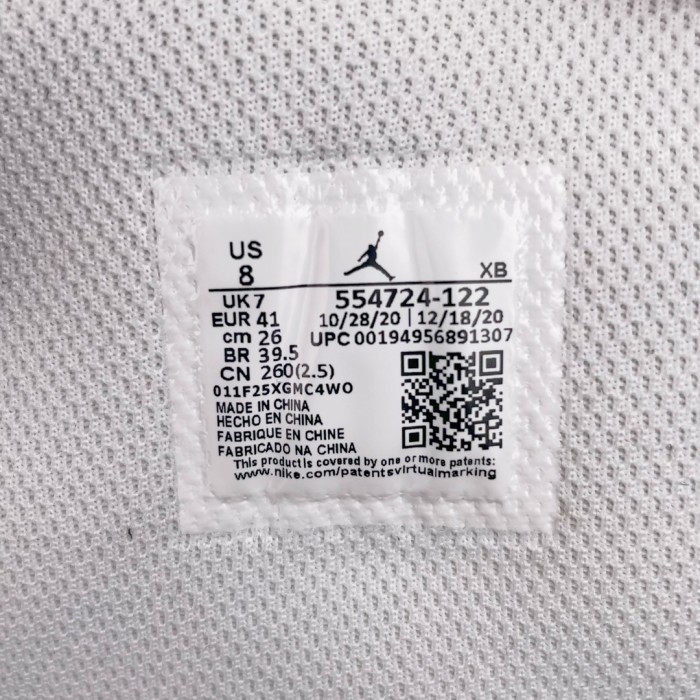 US
8
XB
UK 7
554724-122
EUR 41
10/28/20 | 12/18/20
cm 26
UPC 00194956891307
BR 39.5
CN 260(2.5)
011F25XGMC4WO
MADE IN CHINA
HECHO EN CHINA
FABRIQUE EN CHINE
FABRICADO NA CHINA
This product is covered by one or more patents:
www.nike.com/patentsvirtualmarking